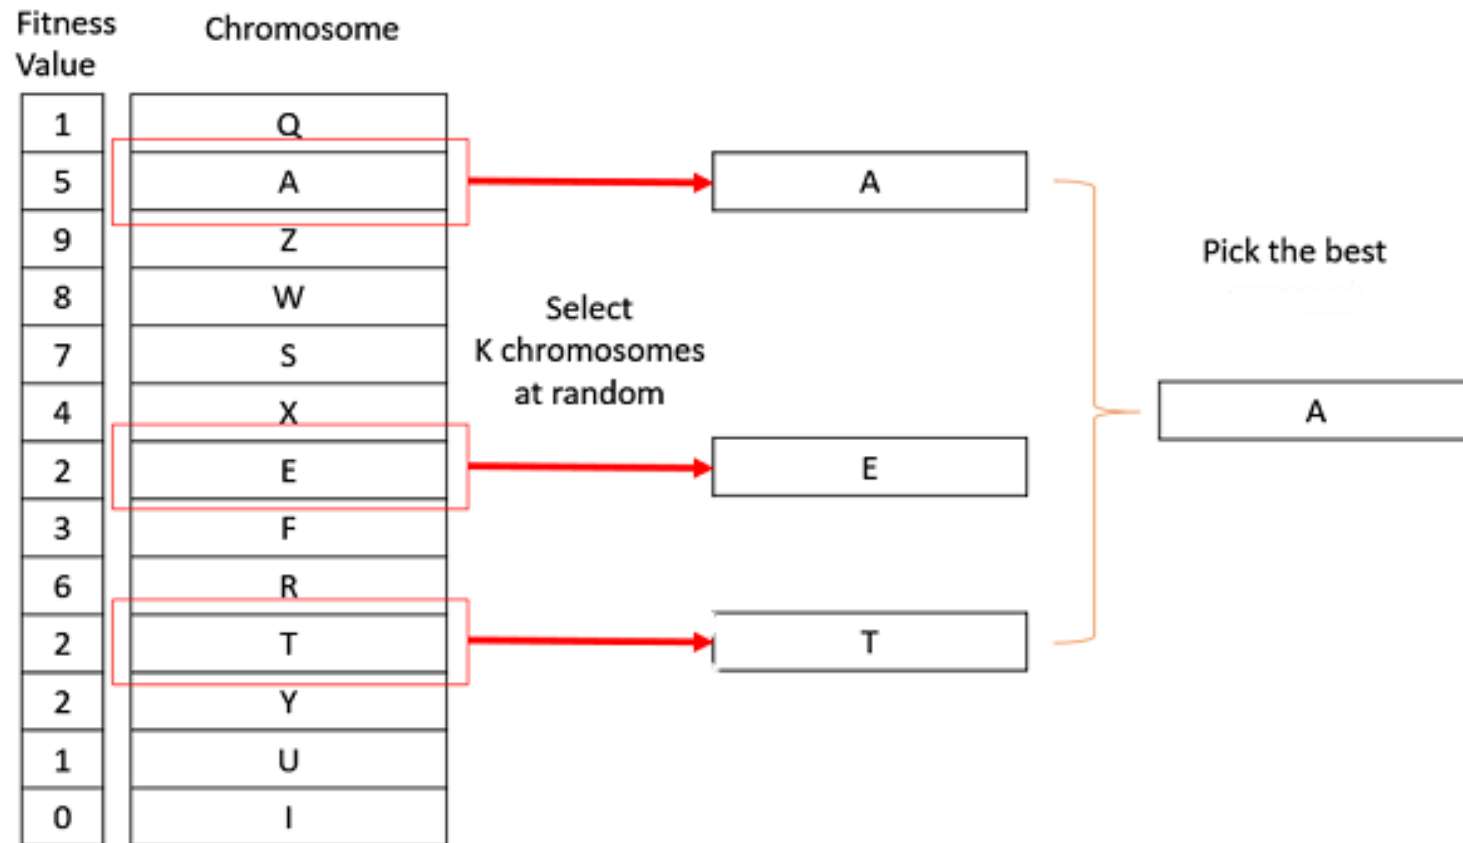 Fitness
Value
Chromosome
1 Q
5 A
A
9 Z
Pick the best
8 W
Select
7 S
K chromosomes
at random
4 X
A
2 E
E
3 F
6 R
2 T
T
2 Y
1 U
0 I